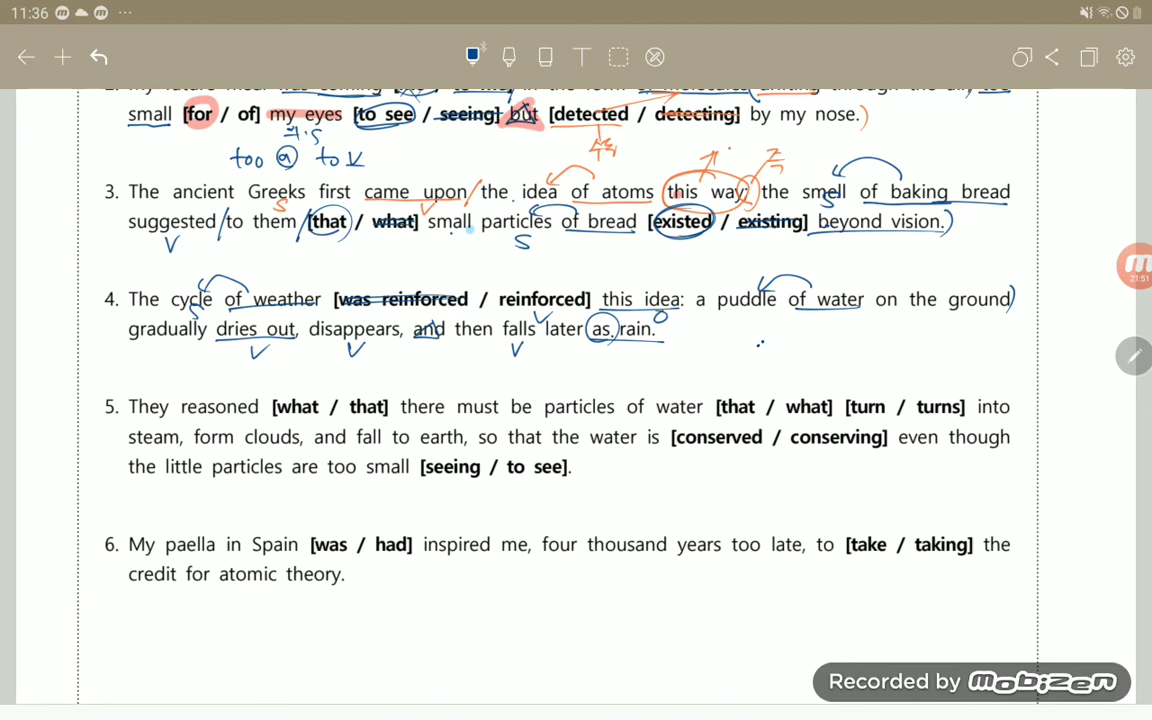 11:36
small [for / of] my eyes [to see / seeing] but [detected / detecting] by my nose.)
too ⓐ to V
3. The ancient Greeks first came upon the idea of atoms this way; the smell of baking bread
suggested to them [that / what] small particles of bread [existed / existing] beyond vision.)
4. The cycle of weather [was reinforced / reinforced] this idea: a puddle of water on the ground)
gradually dries out, disappears, and then falls later as rain.
5. They reasoned [what / that] there must be particles of water [that / what] [turn / turns] into
steam, form clouds, and fall to earth, so that the water is [conserved / conserving] even though
the little particles are too small [seeing / to see].
6. My paella in Spain [was / had] inspired me, four thousand years too late, to [take / taking] the
credit for atomic theory.
21:51
Recorded by mobizen